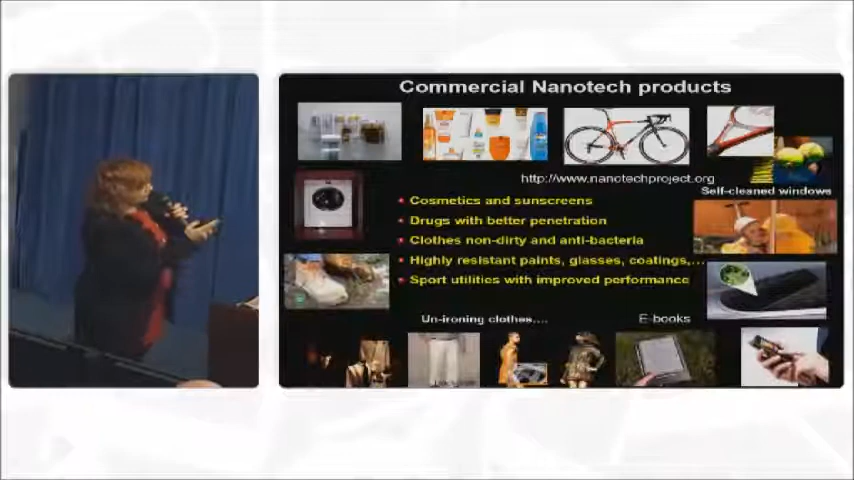 Commercial Nanotech products
http://www.nanotechproject.org
Self-cleaned windows
Cosmetics and sunscreens
Drugs with better penetration
Clothes non-dirty and anti-bacteria
Highly resistant paints, glasses, coatings,...
Sport utilities with improved performance
Un-ironing clothes....
E-books